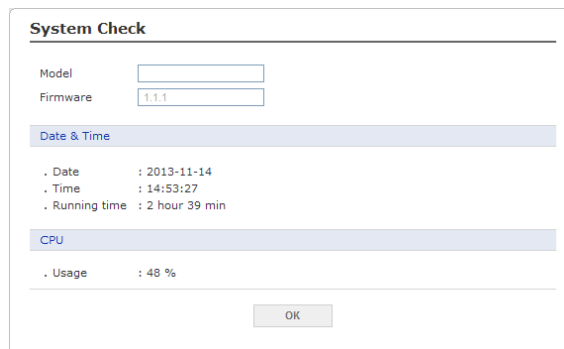 System Check
Model
Firmware 1.1.1
Date & Time
. Date : 2013-11-14
. Time : 14:53:27
. Running time : 2 hour 39 min
CPU
. Usage : 48 %
OK